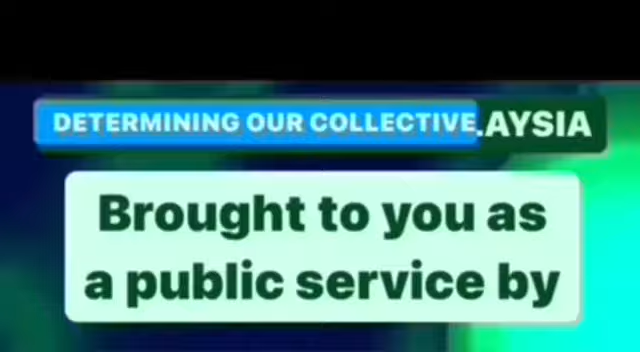 DETERMINING OUR COLLECTIVE.AYSIA
Brought to you as
a public service by